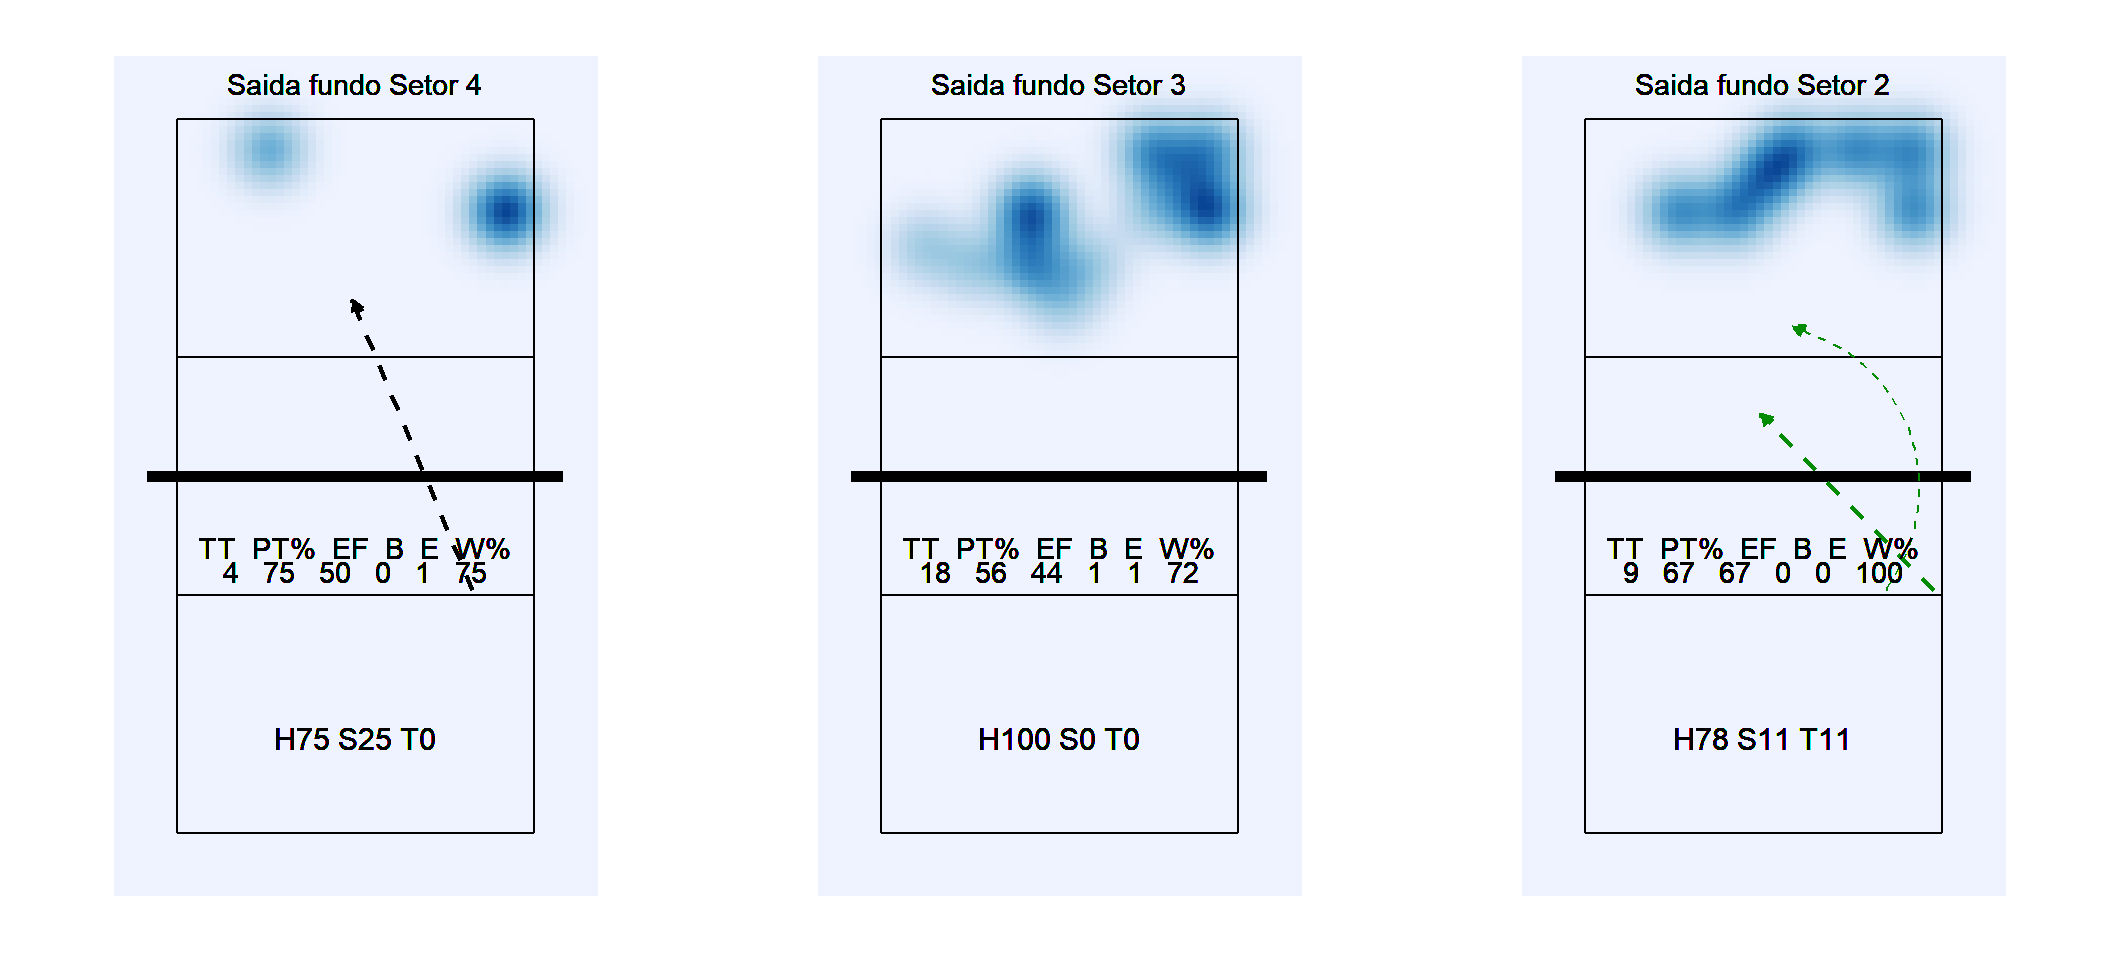 Saida fundo Setor 4
TT PT% EF B E W%
4 75 50 0 1 75
H75 S25 T0
Saida fundo Setor 3
TT PT% EF B E W%
18 56 44 1 1 72
H100 S0 T0
Saida fundo Setor 2
TT PT% EF B E W%
9 67 67 0 0 100
H78 S11 T11